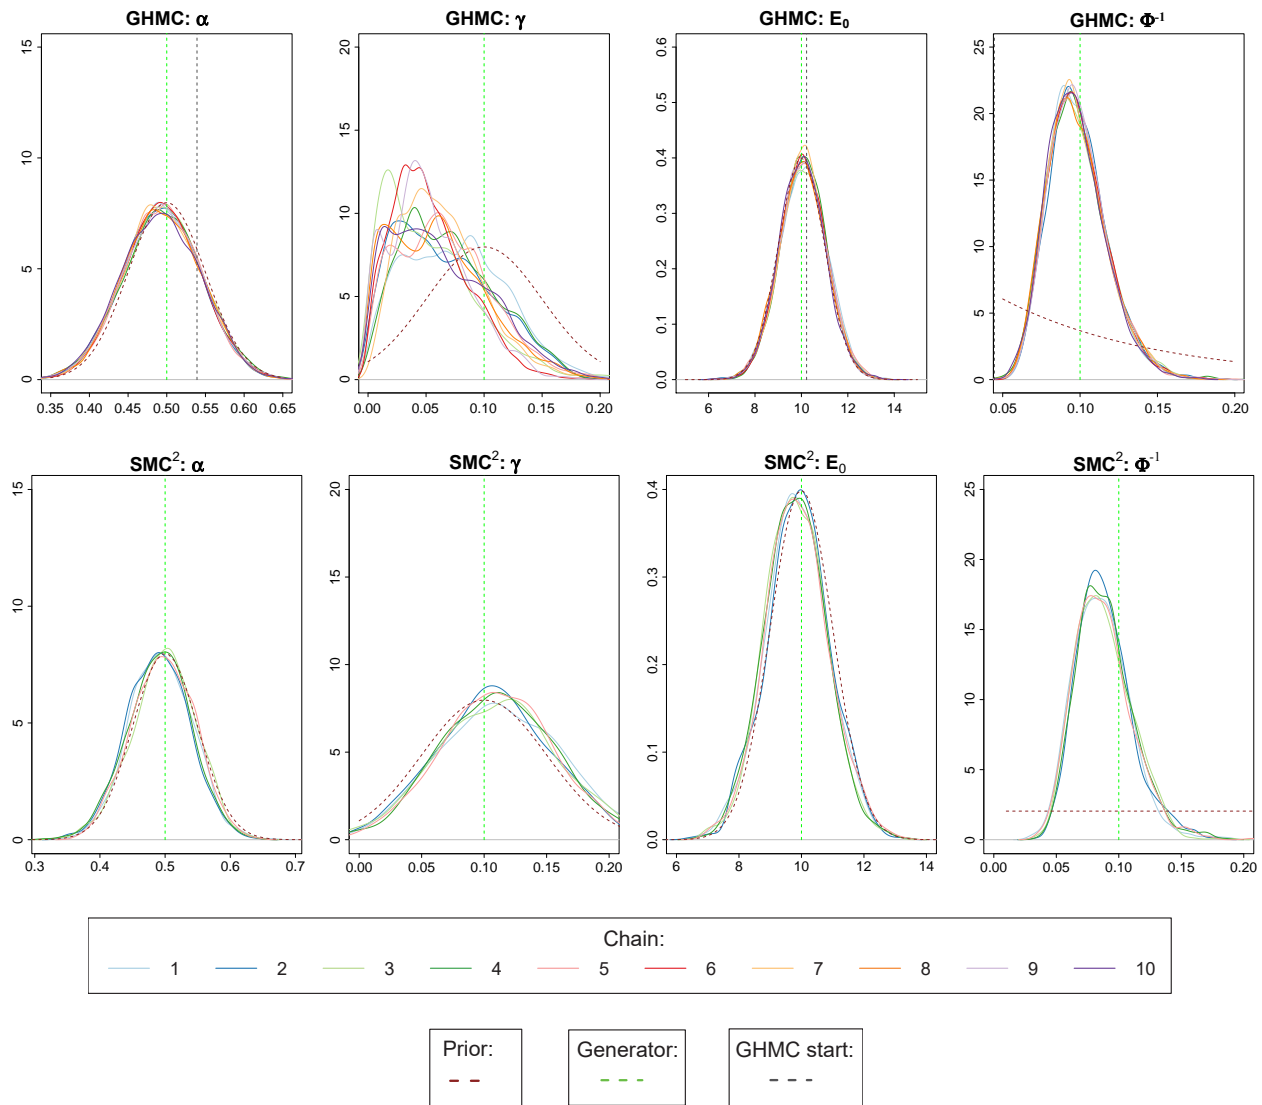 GHMC: α GHMC: γ GHMC: E₀ GHMC: Φ⁻¹
15 10 5 0
0.35 0.40 0.45 0.50 0.55 0.60 0.65
20 15 10 5 0
0.00 0.05 0.10 0.15 0.20
0.6 0.5 0.4 0.3 0.2 0.1 0.0
6 8 10 12 14
25 20 15 10 5 0
0.05 0.10 0.15 0.20
SMC²: α SMC²: γ SMC²: E₀ SMC²: Φ⁻¹
15 10 5 0
0.3 0.4 0.5 0.6 0.7
20 15 10 5 0
0.00 0.05 0.10 0.15 0.20
0.4 0.3 0.2 0.1 0.0
6 8 10 12 14
25 20 15 10 5 0
0.00 0.05 0.10 0.15 0.20
Chain:
1 2 3 4 5 6 7 8 9 10
Prior: Generator: GHMC start: